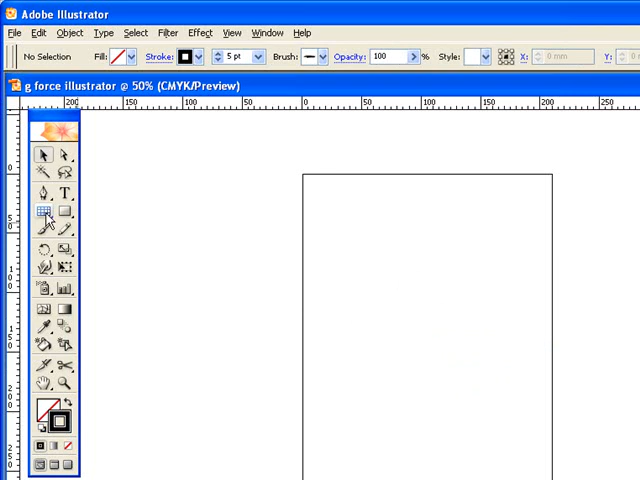 Adobe Illustrator
File Edit Object Type Select Filter Effect View Window Help
No Selection Fill: Stroke: 5 pt Brush: Opacity: 100 % Style: X: 0 mm Y: 0 m
g force illustrator @ 50% (CMYK/Preview)
200 150 100 50 0 50 100 150 200 250
0
50
100
150
200
250
T